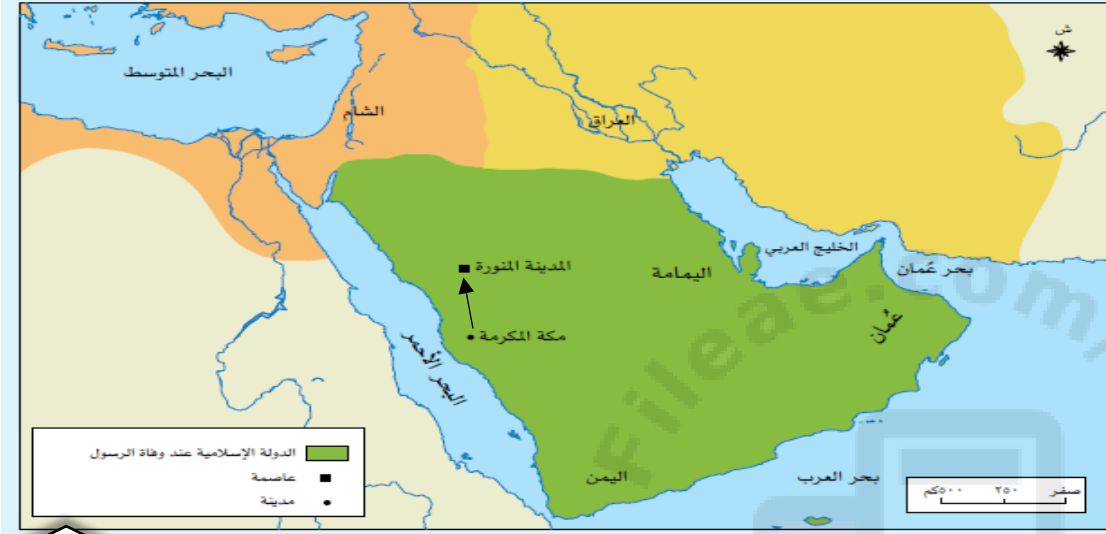 ش
البحر المتوسط
الشام
العراق
الخليج العربي
بحر عُمان
المدينة المنورة
اليمامة
عُمان
مكة المكرمة
البحر الأحمر
اليمن
بحر العرب
الدولة الإسلامية عند وفاة الرسول
عاصمة
مدينة
صفر ٢٥٠ ٥٠٠كم
Fileae.com/